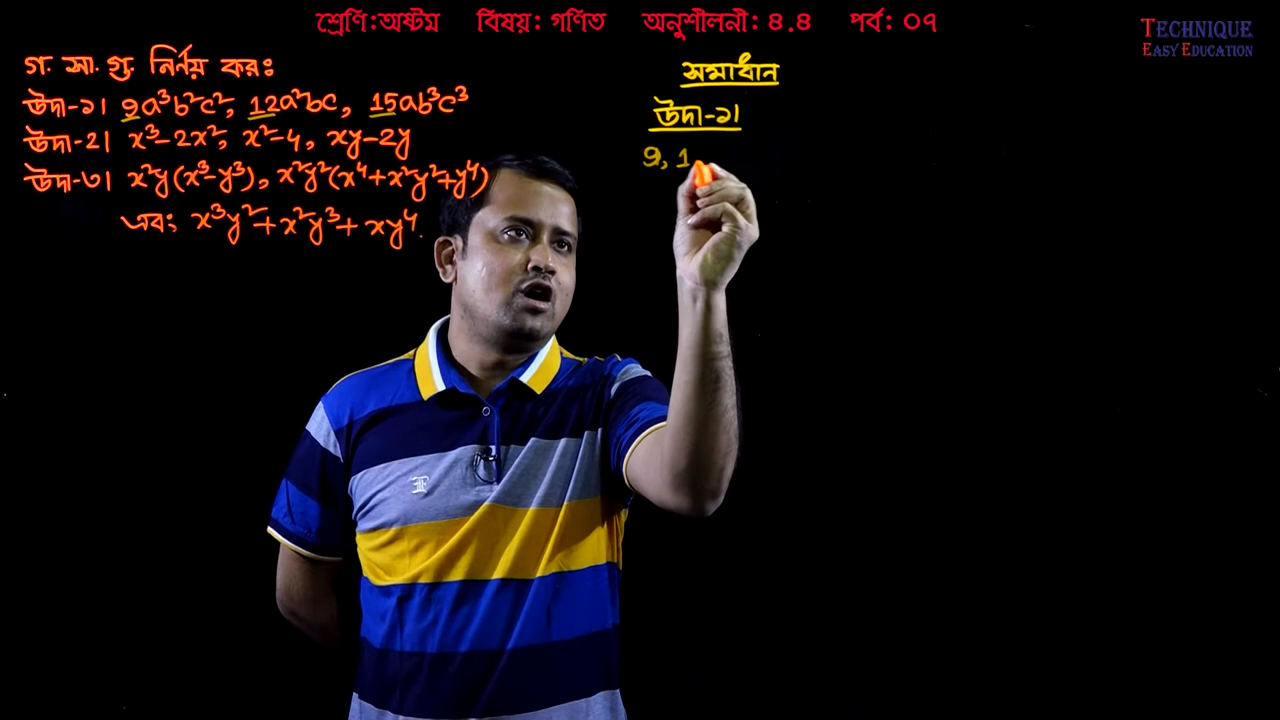 শ্রেণি:অষ্টম বিষয়: গণিত অনুশীলনী: ৪.৪ পর্ব: ০৭
TECHNIQUE
EASY EDUCATION
গ. সা. গু. নির্ণয় করঃ
উদা-১। 9a³b²c², 12a²bc, 15ab³c³
উদা-2। x³-2x², x²-4, xy-2y
উদা-৩। x²y(x³-y³), x²y²(x⁴+x²y²+y⁴)
এবং x³y²+x²y³+xy⁴.
সমাধান
উদা-১।
9, 1